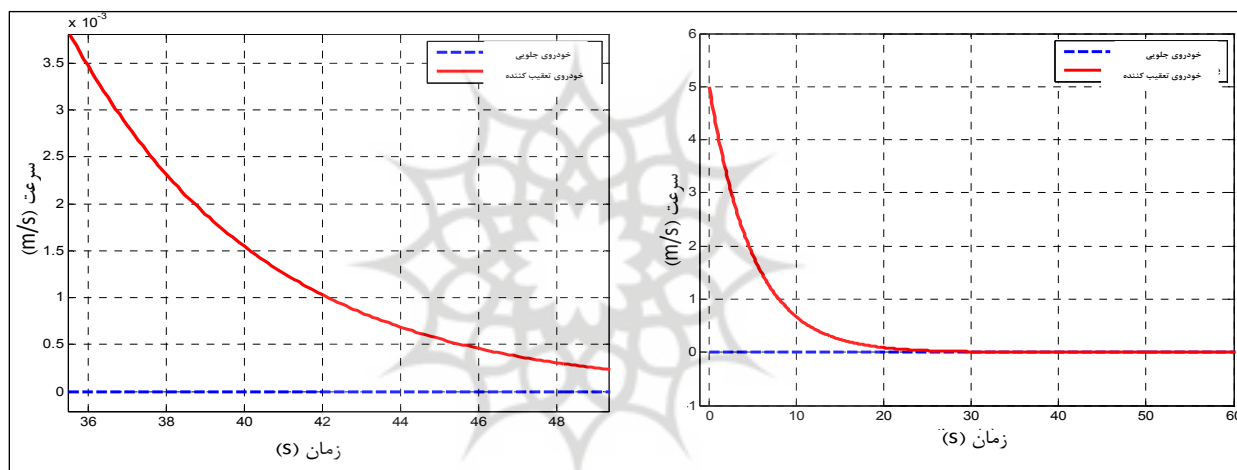 x 10⁻³
3.5
3
2.5
2
1.5
1
0.5
0
36 38 40 42 44 46 48
سرعت (m/s)
زمان (s)
خودروی جلویی
خودروی تعقیب کننده
6
5
4
3
2
1
0
-1
0 10 20 30 40 50 60
سرعت (m/s)
زمان (s)
خودروی جلویی
خودروی تعقیب کننده